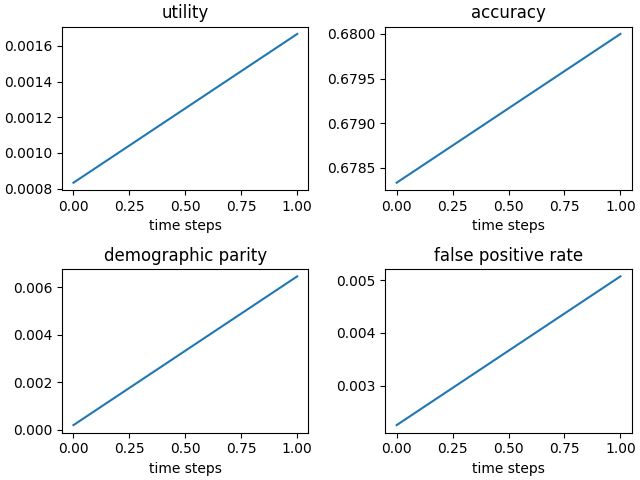 utility
accuracy
0.0016
0.0014
0.0012
0.0010
0.0008
0.6800
0.6795
0.6790
0.6785
0.00 0.25 0.50 0.75 1.00
0.00 0.25 0.50 0.75 1.00
time steps
time steps
demographic parity
false positive rate
0.006
0.004
0.002
0.000
0.005
0.004
0.003
0.00 0.25 0.50 0.75 1.00
0.00 0.25 0.50 0.75 1.00
time steps
time steps